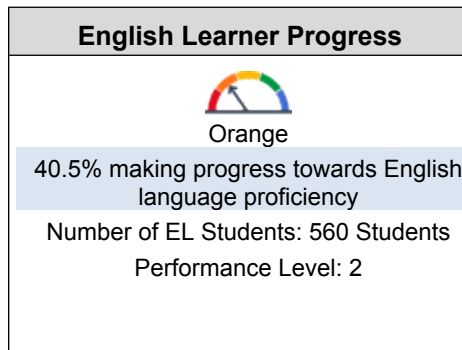 English Learner Progress
Orange
40.5% making progress towards English
language proficiency
Number of EL Students: 560 Students
Performance Level: 2